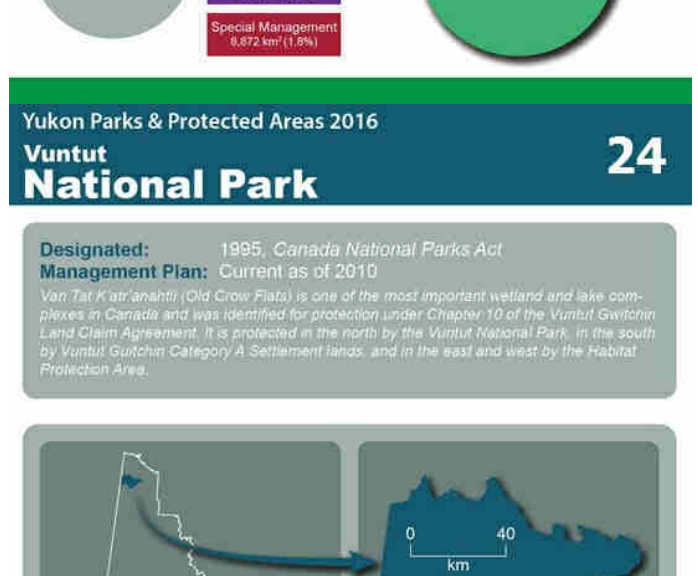 Special Management
8,872 km² (1.8%)
Yukon Parks & Protected Areas 2016
Vuntut
National Park
24
Designated: 1995, Canada National Parks Act
Management Plan: Current as of 2010
Van Tat K'atr'anahtii (Old Crow Flats) is one of the most important wetland and lake com-
plexes in Canada and was identified for protection under Chapter 10 of the Vuntut Gwitchin
Land Claim Agreement. It is protected in the north by the Vuntut National Park, in the south
by Vuntut Guitchin Category A Settlement lands, and in the east and west by the Habitat
Protection Area.
0 40
km